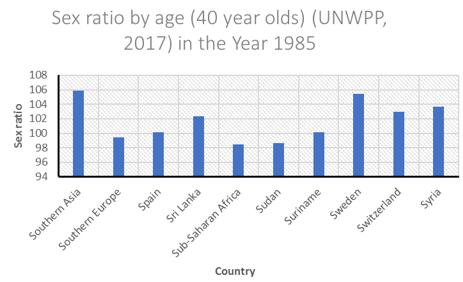 Sex ratio by age (40 year olds) (UNWPP,
2017) in the Year 1985
108
106
104
102
100
98
96
94
Sex ratio
Southern Asia
Southern Europe
Spain
Sri Lanka
Sub-Saharan Africa
Sudan
Suriname
Sweden
Switzerland
Syria
Country